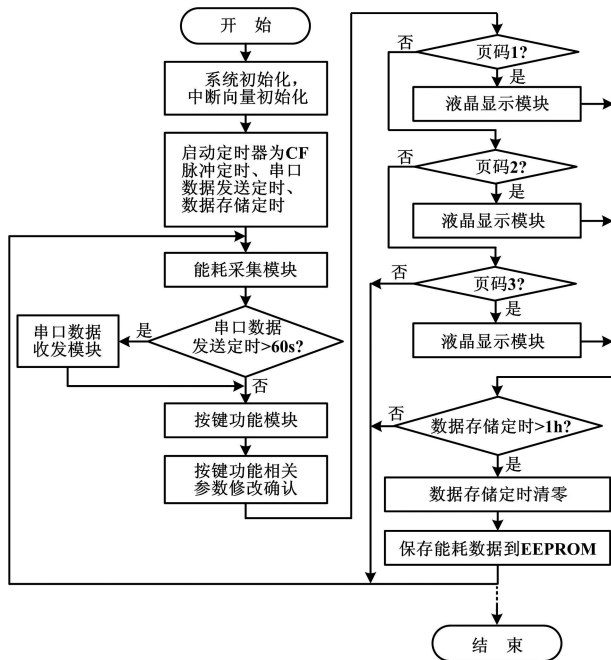 开 始
系统初始化，
中断向量初始化
启动定时器为CF
脉冲定时、串口
数据发送定时、
数据存储定时
能耗采集模块
串口数据
发送定时>60s?
是
串口数据
收发模块
否
按键功能模块
按键功能相关
参数修改确认
页码1?
否
是
液晶显示模块
页码2?
否
是
液晶显示模块
页码3?
否
是
液晶显示模块
数据存储定时>1h?
否
是
数据存储定时清零
保存能耗数据到EEPROM
结 束